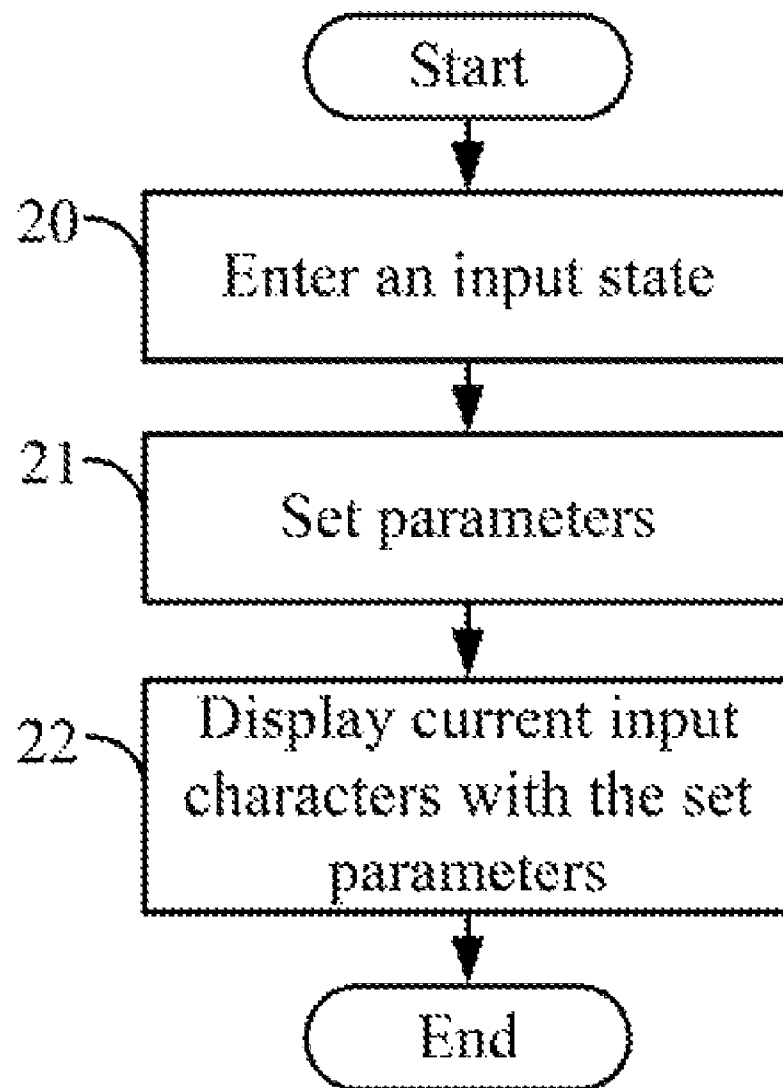 Start
20
Enter an input state
21
Set parameters
22
Display current input
characters with the set
parameters
End